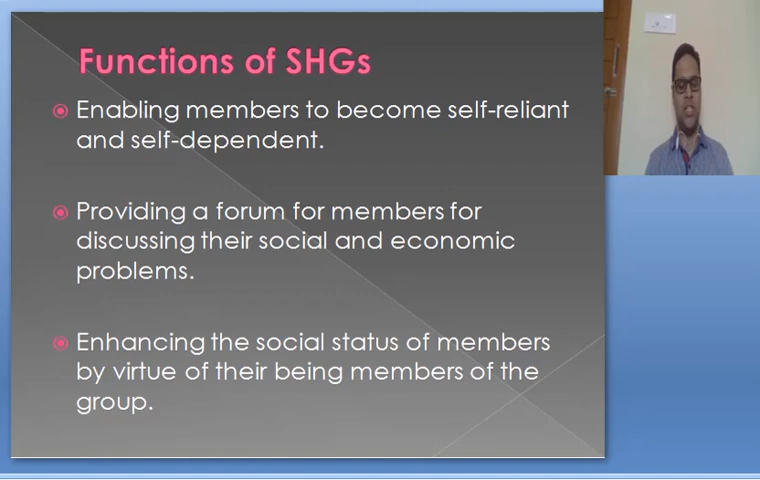 Functions of SHGs
Enabling members to become self-reliant
and self-dependent.
Providing a forum for members for
discussing their social and economic
problems.
Enhancing the social status of members
by virtue of their being members of the
group.